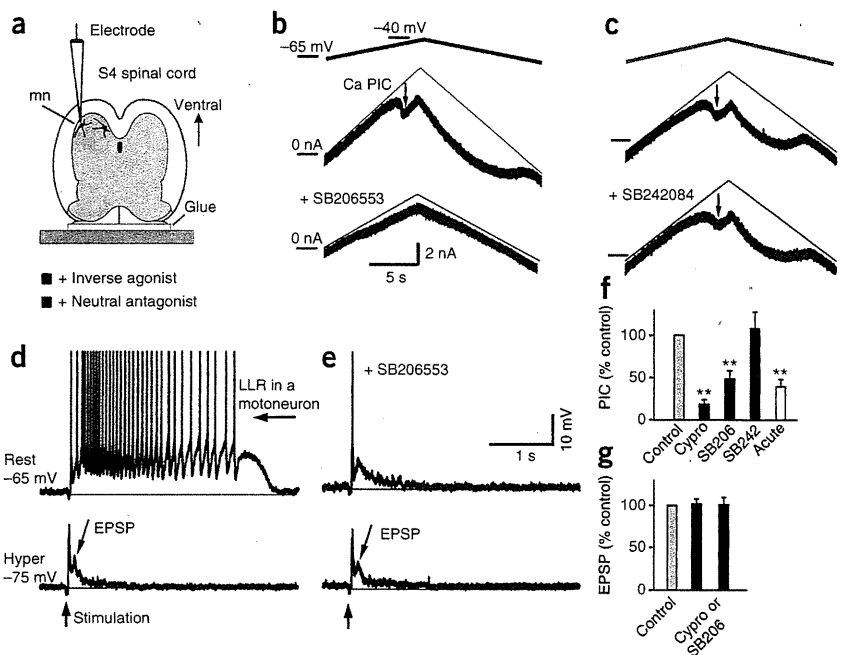 a
Electrode
S4 spinal cord
mn
Ventral
Glue
+ Inverse agonist
+ Neutral antagonist
b
–40 mV
–65 mV
Ca PIC
0 nA
+ SB206553
0 nA
2 nA
5 s
c
+ SB242084
d
LLR in a
motoneuron
Rest
–65 mV
EPSP
Hyper
–75 mV
Stimulation
e
+ SB206553
10 mV
1 s
EPSP
f
PIC (% control)
100
50
0
**
**
**
Control
Cypro
SB206
SB242
Acute
g
EPSP (% control)
100
50
0
Control
Cypro or
SB206